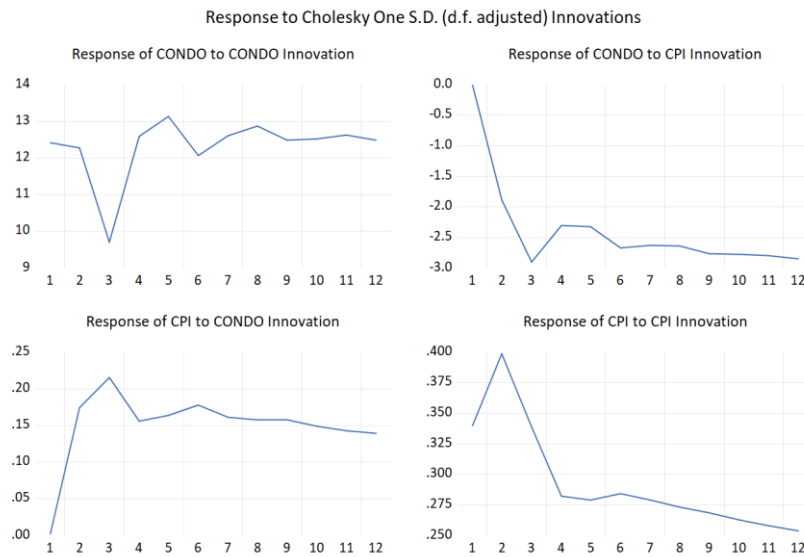 Response to Cholesky One S.D. (d.f. adjusted) Innovations
Response of CONDO to CONDO Innovation
14
13
12
11
10
9
1 2 3 4 5 6 7 8 9 10 11 12
Response of CONDO to CPI Innovation
0.0
-0.5
-1.0
-1.5
-2.0
-2.5
-3.0
1 2 3 4 5 6 7 8 9 10 11 12
Response of CPI to CONDO Innovation
.25
.20
.15
.10
.05
.00
1 2 3 4 5 6 7 8 9 10 11 12
Response of CPI to CPI Innovation
.400
.375
.350
.325
.300
.275
.250
1 2 3 4 5 6 7 8 9 10 11 12